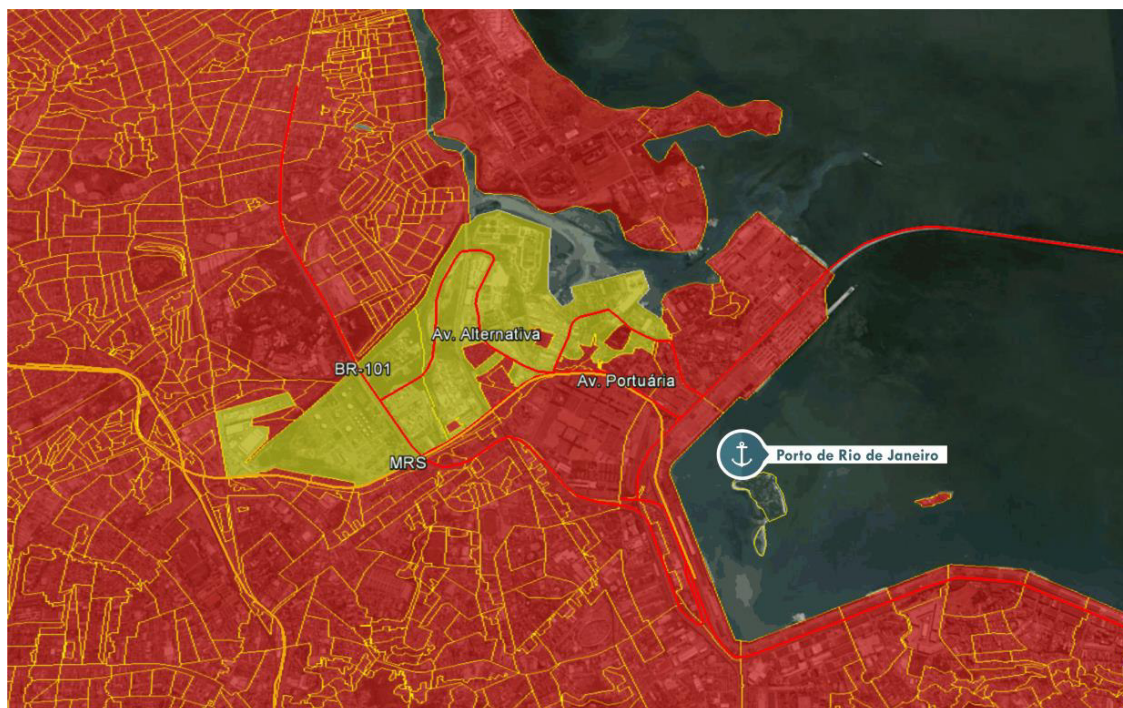 Av. Alternativa
BR-101
Av. Portuária
MRS
Porto de Rio de Janeiro